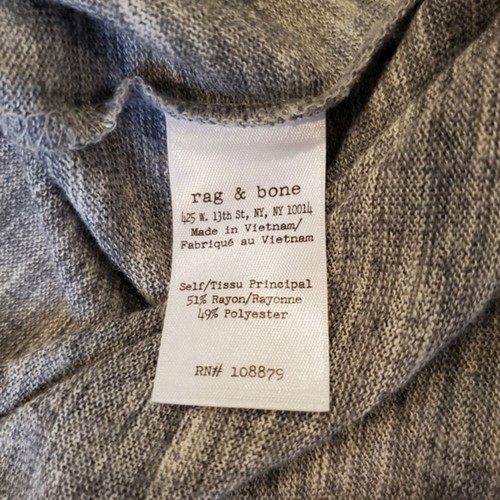 rag & bone
425 W. 13th St, NY, NY 10014
Made in Vietnam/
Fabriqué au Vietnam
Self/Tissu Principal
51% Rayon/Rayonne
49% Polyester
RN# 108879